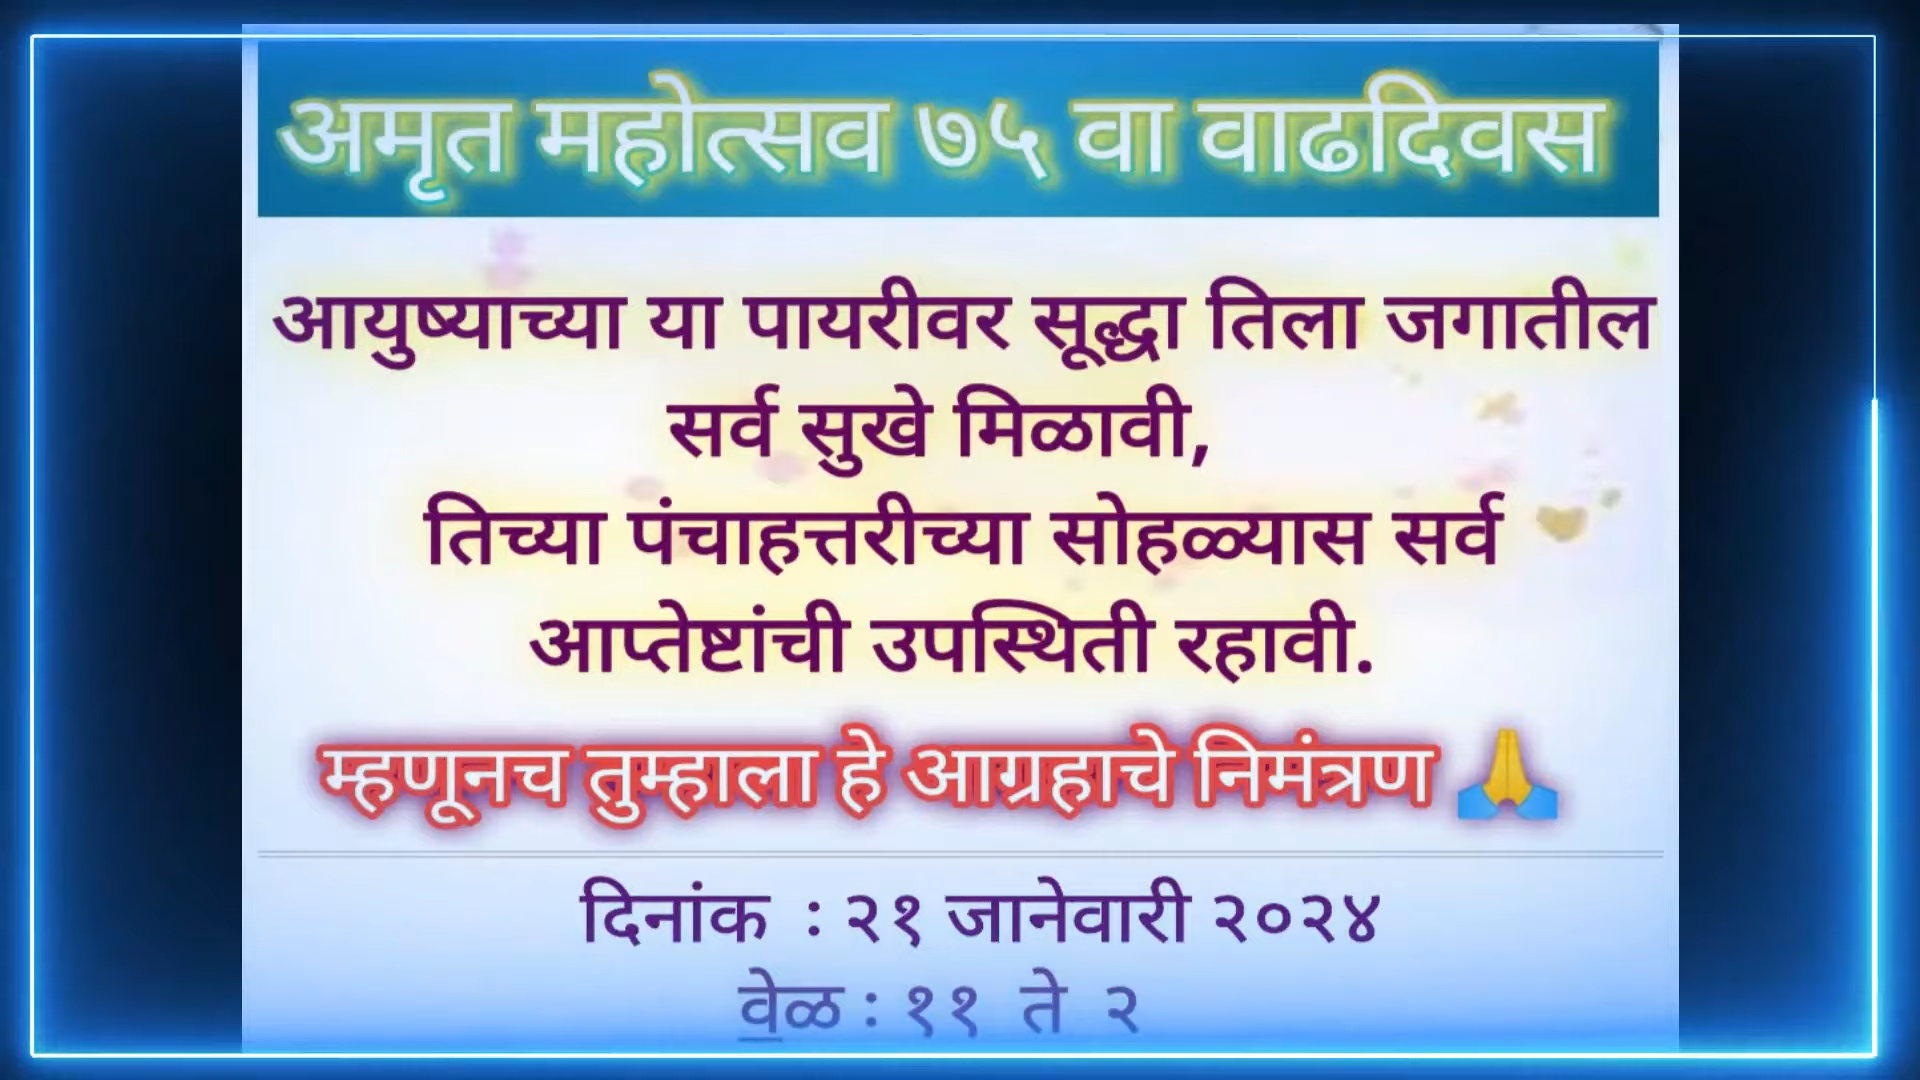 अमृत महोत्सव ७५ वा वाढदिवस
आयुष्याच्या या पायरीवर सूद्धा तिला जगातील
सर्व सुखे मिळावी,
तिच्या पंचाहत्तरीच्या सोहळ्यास सर्व
आप्तेष्टांची उपस्थिती रहावी.
म्हणूनच तुम्हाला हे आग्रहाचे निमंत्रण 🙏
दिनांक : २१ जानेवारी २०२४
वेळ : ११ ते २